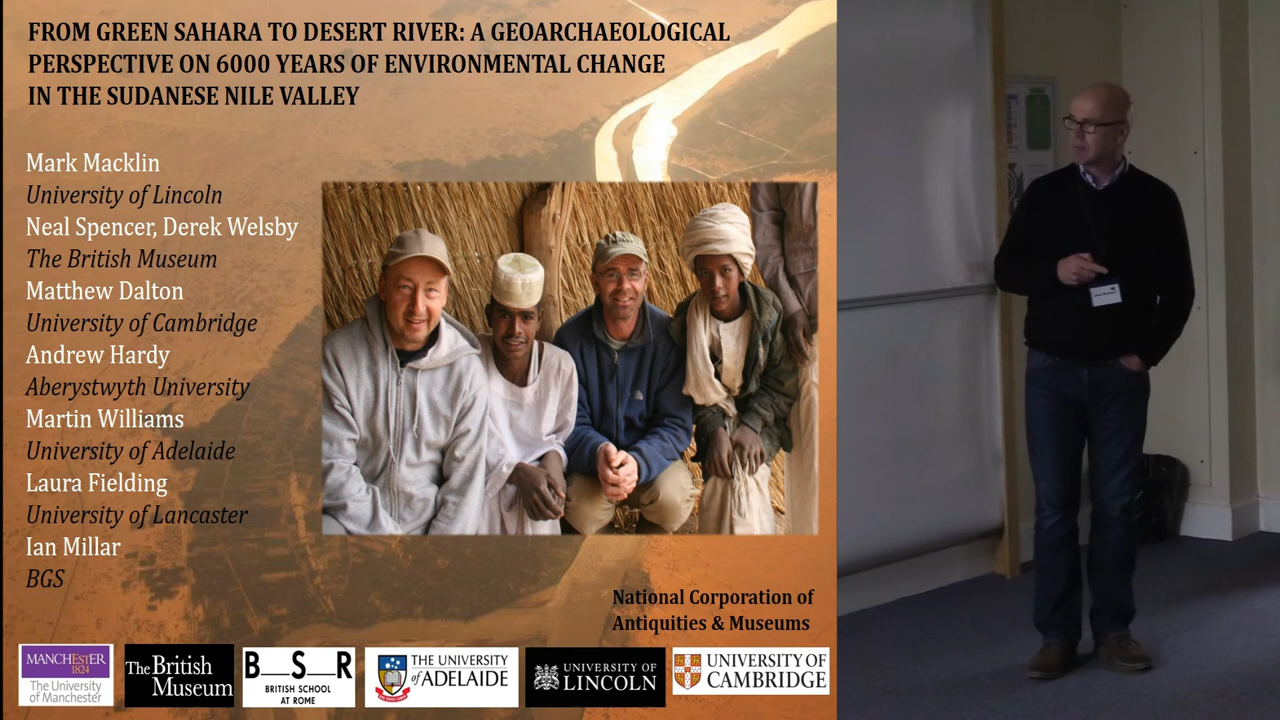 FROM GREEN SAHARA TO DESERT RIVER: A GEOARCHAEOLOGICAL
PERSPECTIVE ON 6000 YEARS OF ENVIRONMENTAL CHANGE
IN THE SUDANESE NILE VALLEY
Mark Macklin
University of Lincoln
Neal Spencer, Derek Welsby
The British Museum
Matthew Dalton
University of Cambridge
Andrew Hardy
Aberystwyth University
Martin Williams
University of Adelaide
Laura Fielding
University of Lancaster
Ian Millar
BGS
National Corporation of
Antiquities & Museums
MANCHESTER
1824
The University
of Manchester
The British
Museum
B S R
BRITISH SCHOOL
AT ROME
THE UNIVERSITY
of ADELAIDE
UNIVERSITY OF
LINCOLN
UNIVERSITY OF
CAMBRIDGE